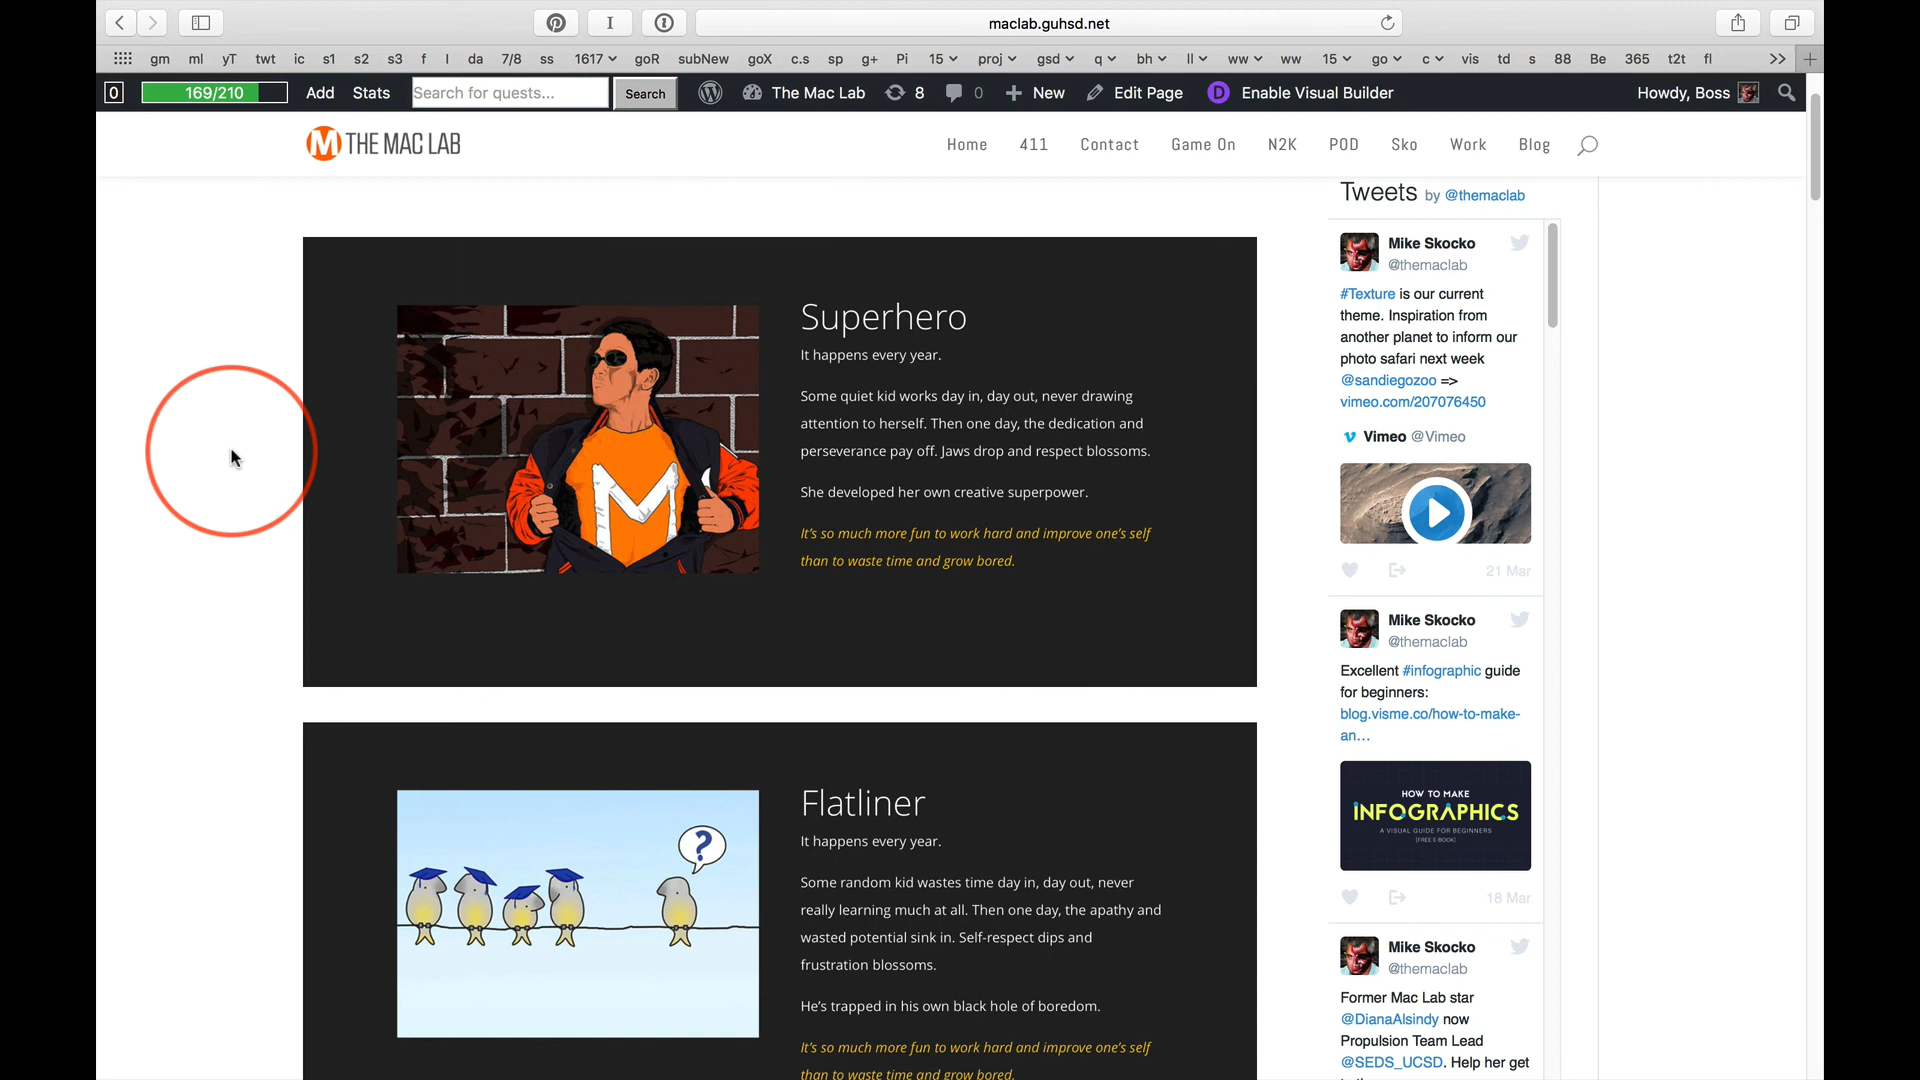 maclab.guhsd.net
gm ml yT twt ic s1 s2 s3 f l da 7/8 ss 1617 goR subNew goX c.s sp g+ Pi 15 proj gsd q bh ll ww ww 15 go c vis td s 88 Be 365 t2t fl
0 169/210 Add Stats Search for quests... Search The Mac Lab 8 0 New Edit Page D Enable Visual Builder Howdy, Boss
M THE MAC LAB Home 411 Contact Game On N2K POD Sko Work Blog
Superhero
It happens every year.
Some quiet kid works day in, day out, never drawing
attention to herself. Then one day, the dedication and
perseverance pay off. Jaws drop and respect blossoms.
She developed her own creative superpower.
It's so much more fun to work hard and improve one's self
than to waste time and grow bored.
M
Flatliner
It happens every year.
Some random kid wastes time day in, day out, never
really learning much at all. Then one day, the apathy and
wasted potential sink in. Self-respect dips and
frustration blossoms.
He's trapped in his own black hole of boredom.
It's so much more fun to work hard and improve one's self
than to waste time and grow bored.
?
Tweets by @themaclab
Mike Skocko
@themaclab
#Texture is our current
theme. Inspiration from
another planet to inform our
photo safari next week
@sandiegozoo =>
vimeo.com/207076450
Vimeo @Vimeo
21 Mar
Mike Skocko
@themaclab
Excellent #infographic guide
for beginners:
blog.visme.co/how-to-make-
an…
HOW TO MAKE
INFOGRAPHICS
A VISUAL GUIDE FOR BEGINNERS
[FREE E-BOOK]
18 Mar
Mike Skocko
@themaclab
Former Mac Lab star
@DianaAlsindy now
Propulsion Team Lead
@SEDS_UCSD. Help her get